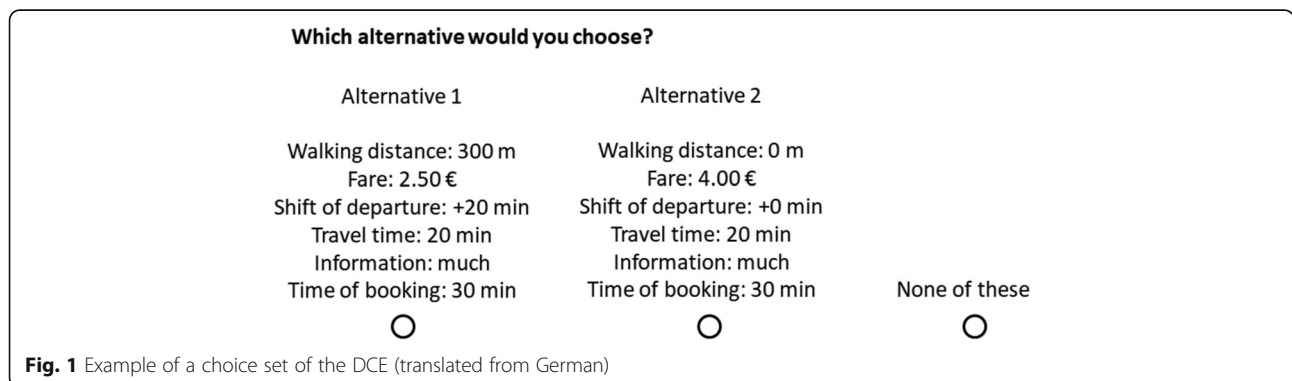 Which alternative would you choose?
Alternative 1
Alternative 2
Walking distance: 300 m
Fare: 2.50 €
Shift of departure: +20 min
Travel time: 20 min
Information: much
Time of booking: 30 min
Walking distance: 0 m
Fare: 4.00 €
Shift of departure: +0 min
Travel time: 20 min
Information: much
Time of booking: 30 min
None of these
Fig. 1 Example of a choice set of the DCE (translated from German)